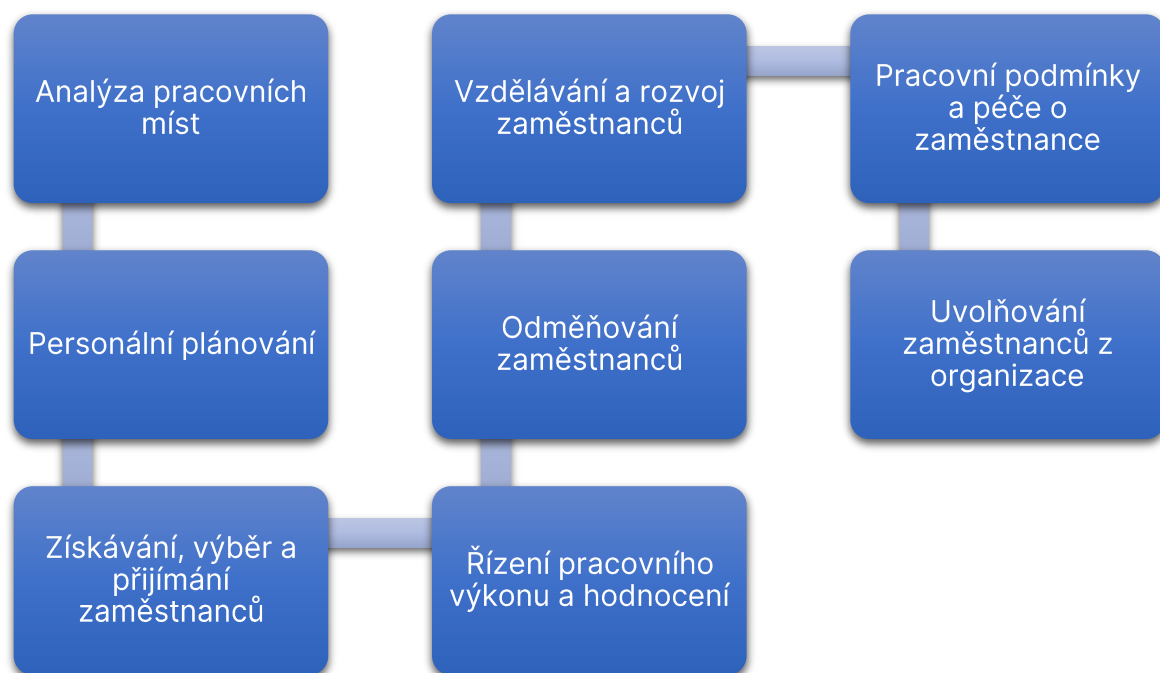 Analýza pracovních
míst
Personální plánování
Získávání, výběr a
přijímání
zaměstnanců
Řízení pracovního
výkonu a hodnocení
Odměňování
zaměstnanců
Vzdělávání a rozvoj
zaměstnanců
Pracovní podmínky
a péče o
zaměstnance
Uvolňování
zaměstnanců z
organizace